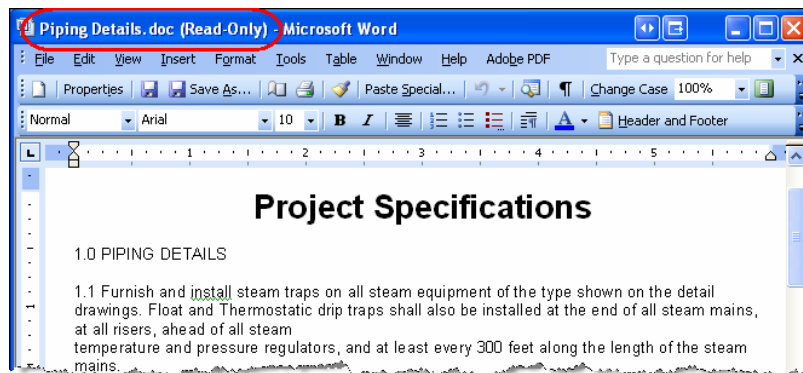 Piping Details.doc (Read-Only) - Microsoft Word
File Edit View Insert Format Tools Table Window Help Adobe PDF Type a question for help
Properties Save As... Paste Special... ¶ Change Case 100%
Normal Arial 10 B I A Header and Footer
L 1 2 3 4 5
Project Specifications
1.0 PIPING DETAILS
1.1 Furnish and install steam traps on all steam equipment of the type shown on the detail
drawings. Float and Thermostatic drip traps shall also be installed at the end of all steam mains,
at all risers, ahead of all steam
temperature and pressure regulators, and at least every 300 feet along the length of the steam
mains.